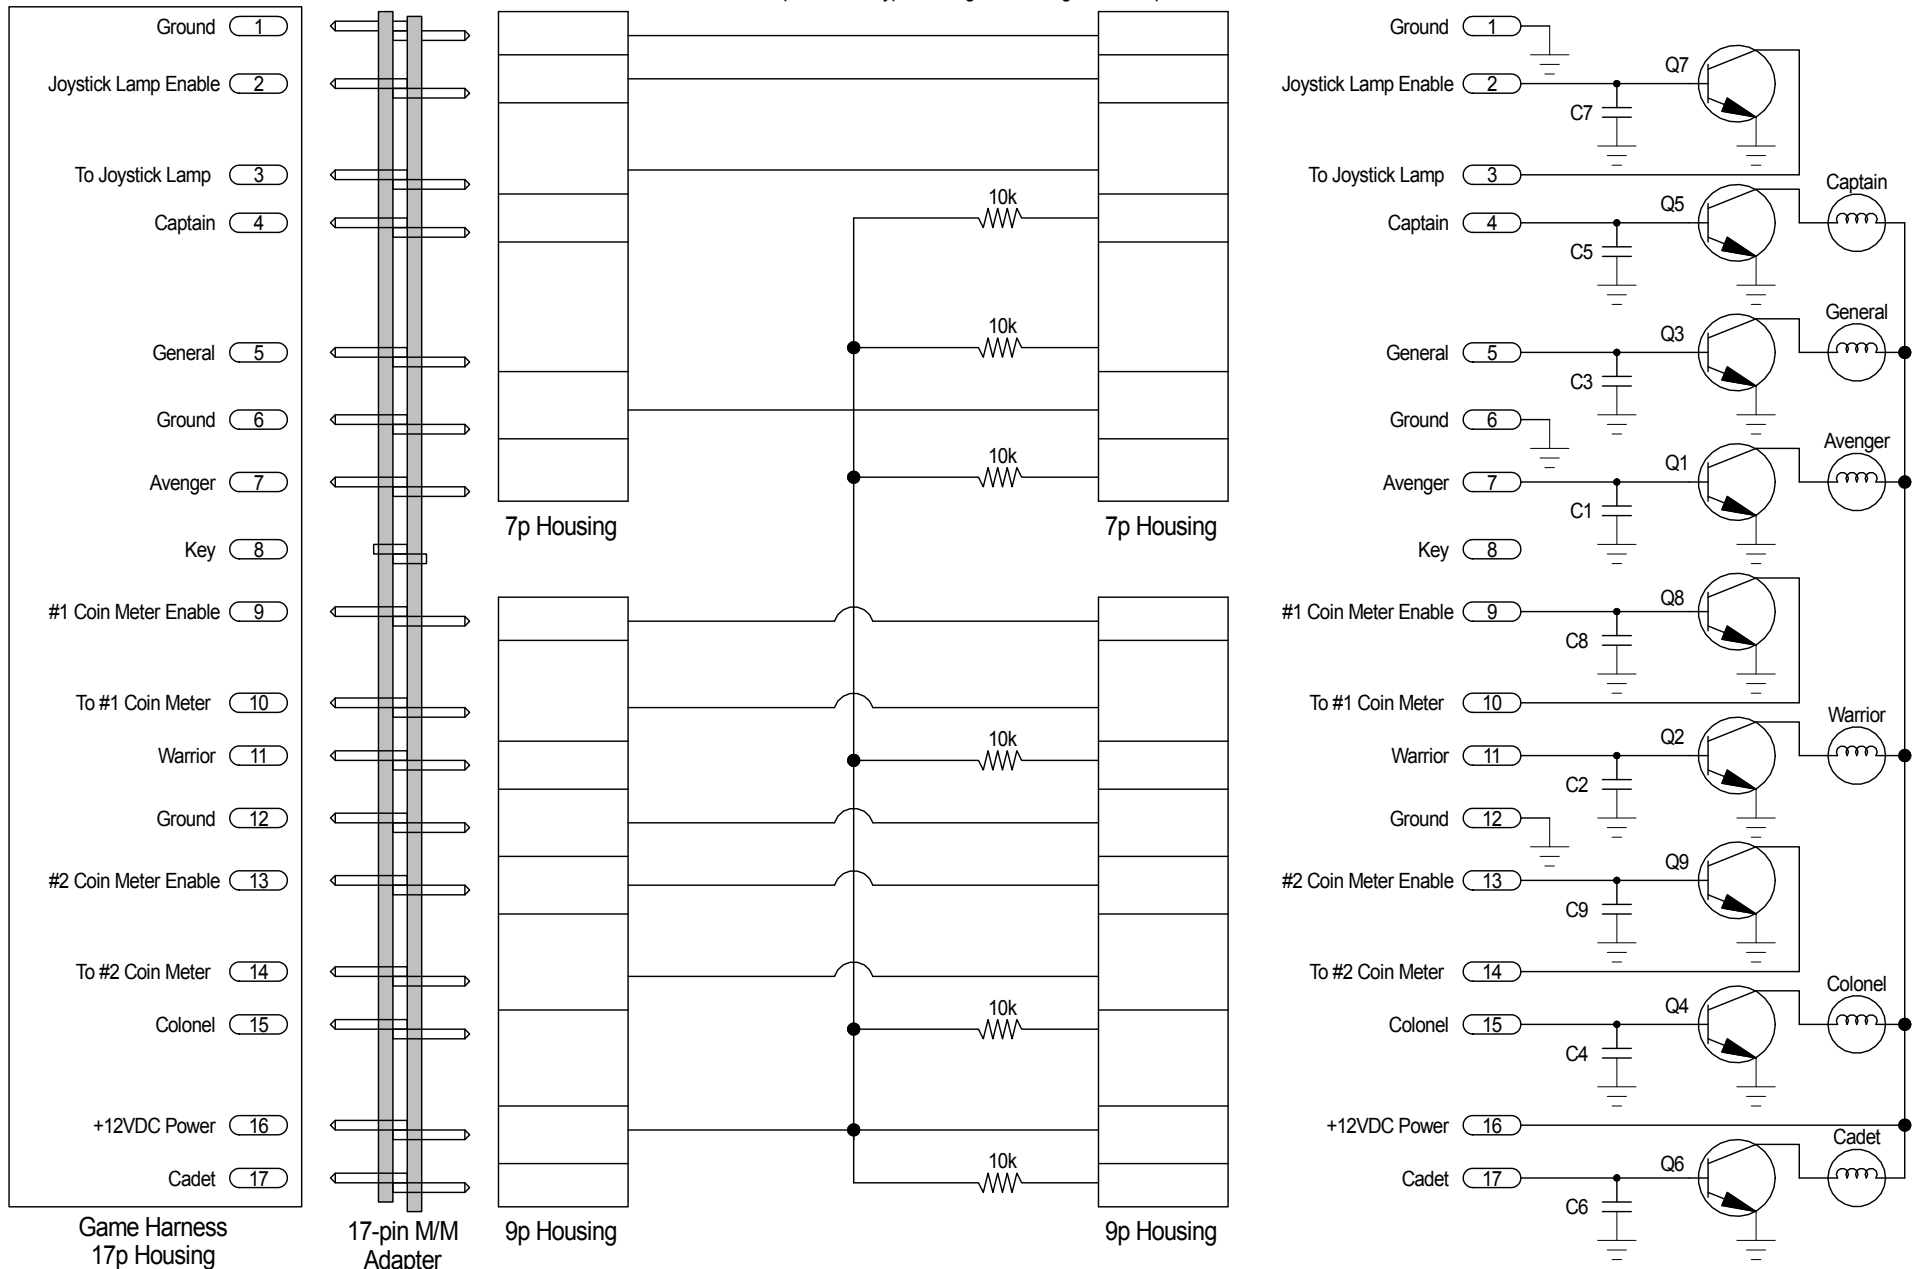 Ground 1
Joystick Lamp Enable 2
To Joystick Lamp 3
Captain 4
General 5
Ground 6
Avenger 7
Key 8
#1 Coin Meter Enable 9
To #1 Coin Meter 10
Warrior 11
Ground 12
#2 Coin Meter Enable 13
To #2 Coin Meter 14
Colonel 15
+12VDC Power 16
Cadet 17
Game Harness
17p Housing
17-pin M/M
Adapter
7p Housing
9p Housing
10k
10k
10k
10k
10k
10k
7p Housing
9p Housing
Ground 1
Joystick Lamp Enable 2
C7
Q7
To Joystick Lamp 3
Captain 4
C5
Q5
Captain
General 5
C3
Q3
General
Ground 6
Avenger 7
C1
Q1
Avenger
Key 8
#1 Coin Meter Enable 9
C8
Q8
To #1 Coin Meter 10
Warrior 11
C2
Q2
Warrior
Ground 12
#2 Coin Meter Enable 13
C9
Q9
To #2 Coin Meter 14
Colonel 15
C4
Q4
Colonel
+12VDC Power 16
Cadet 17
C6
Q6
Cadet